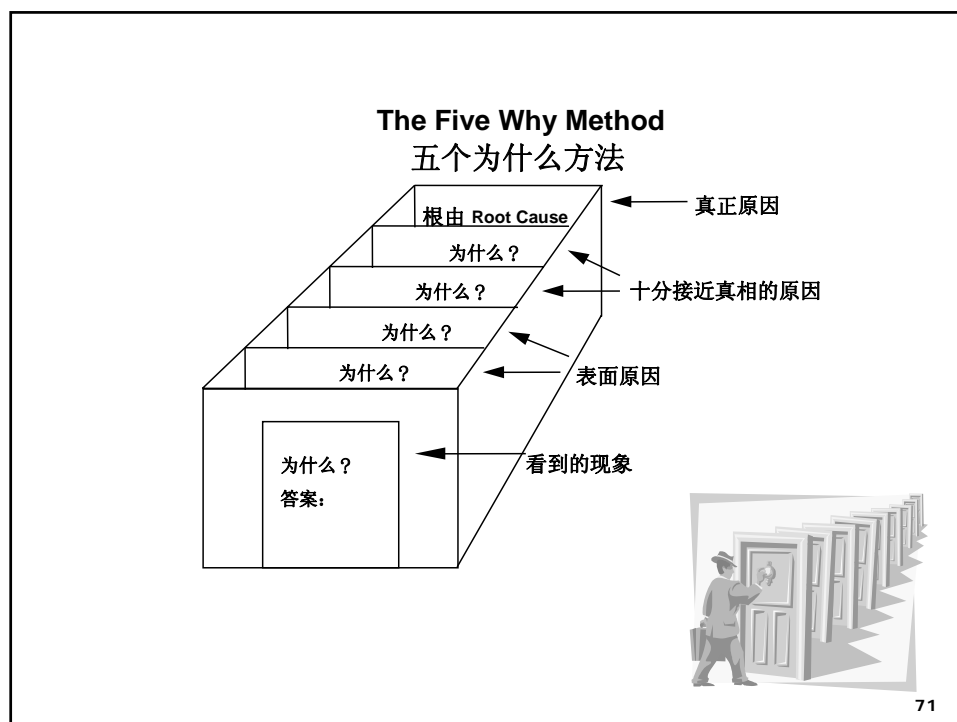 The Five Why Method
五个为什么方法
根由 Root Cause
真正原因
为什么？
为什么？
十分接近真相的原因
为什么？
为什么？
表面原因
为什么？
看到的现象
答案：
71